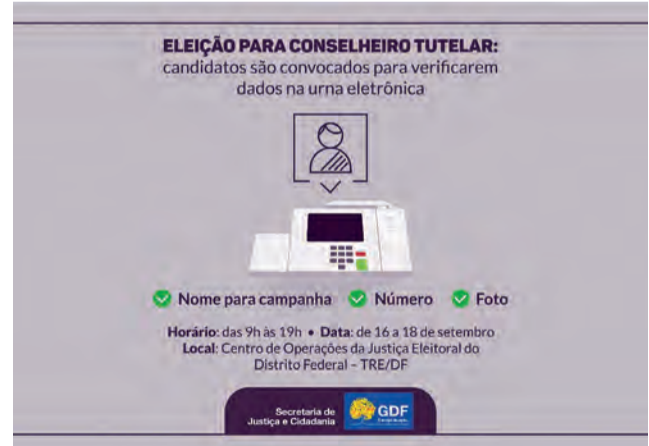 ELEIÇÃO PARA CONSELHEIRO TUTELAR:
candidatos são convocados para verificarem
dados na urna eletrônica
Nome para campanha Número Foto
Horário: das 9h às 19h • Data: de 16 a 18 de setembro
Local: Centro de Operações da Justiça Eleitoral do
Distrito Federal – TRE/DF
Secretaria de
Justiça e Cidadania
GDF